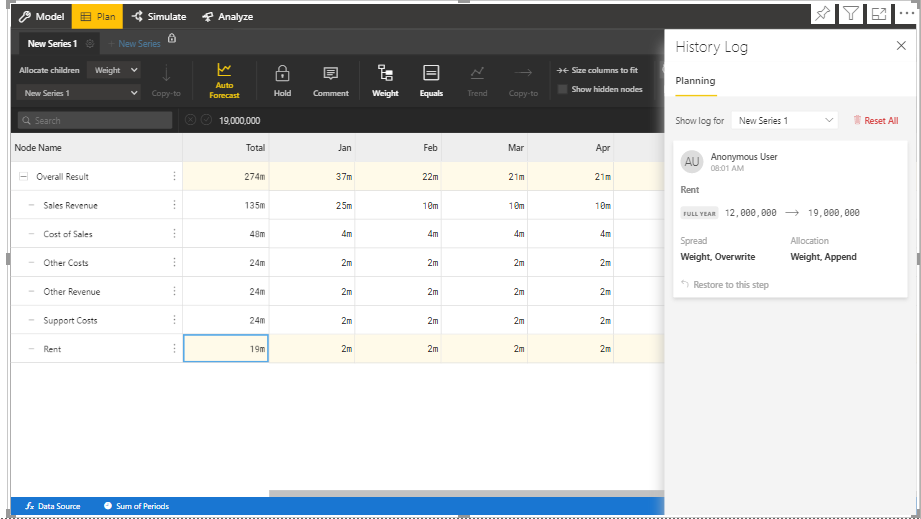 Model Plan Simulate Analyze
New Series 1 + New Series
Allocate children Weight
New Series 1
Copy-to
Auto Forecast
Hold
Comment
Weight
Equals
Trend
Copy-to
Size columns to fit
Show hidden nodes
Search
19,000,000
Node Name Total Jan Feb Mar Apr
Overall Result 274m 37m 22m 21m 21m
Sales Revenue 135m 25m 10m 10m 10m
Cost of Sales 48m 4m 4m 4m 4m
Other Costs 24m 2m 2m 2m 2m
Other Revenue 24m 2m 2m 2m 2m
Support Costs 24m 2m 2m 2m 2m
Rent 19m 2m 2m 2m 2m
Data Source Sum of Periods
History Log
Planning
Show log for New Series 1 Reset All
AU Anonymous User
08:01 AM
Rent
FULL YEAR 12,000,000 → 19,000,000
Spread Allocation
Weight, Overwrite Weight, Append
Restore to this step